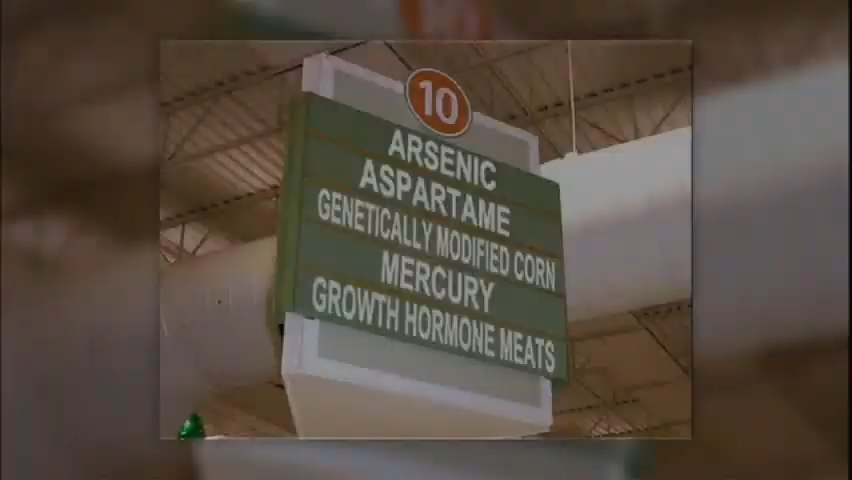 10
ARSENIC
ASPARTAME
GENETICALLY MODIFIED CORN
MERCURY
GROWTH HORMONE MEATS